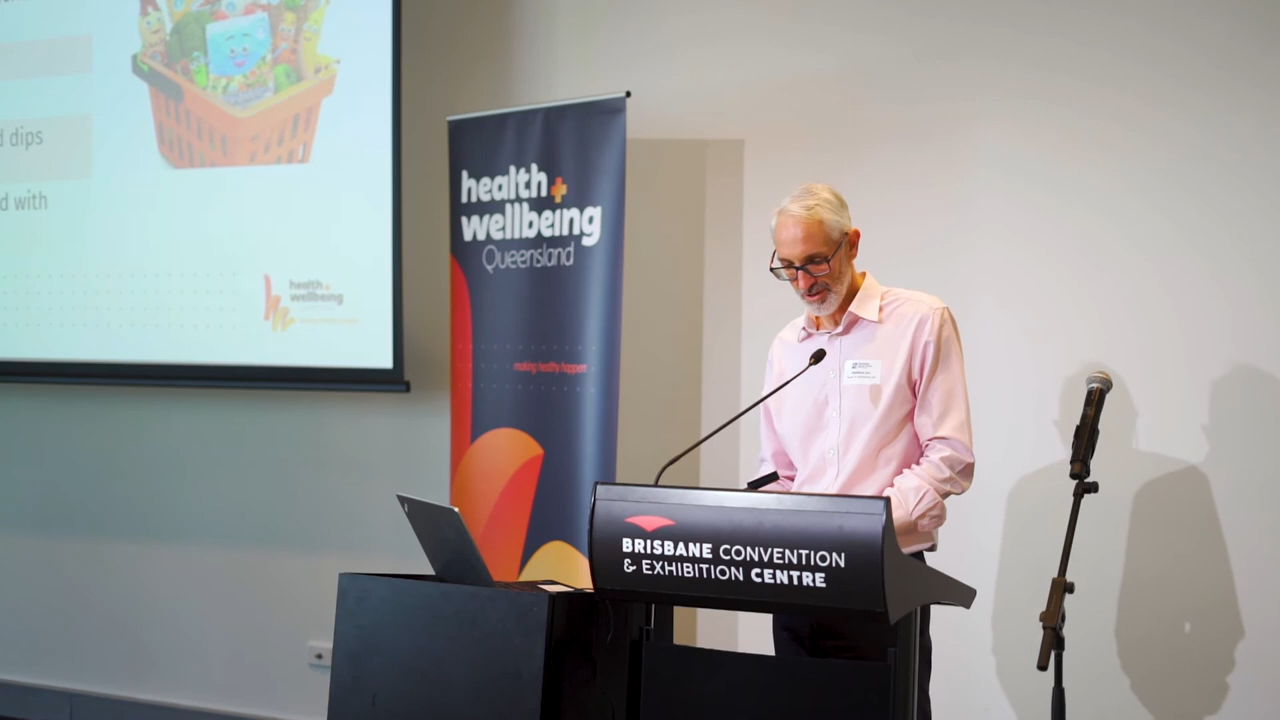 d dips
d with
health+
wellbeing
health+
wellbeing
Queensland
making healthy happen
BRISBANE CONVENTION
& EXHIBITION CENTRE